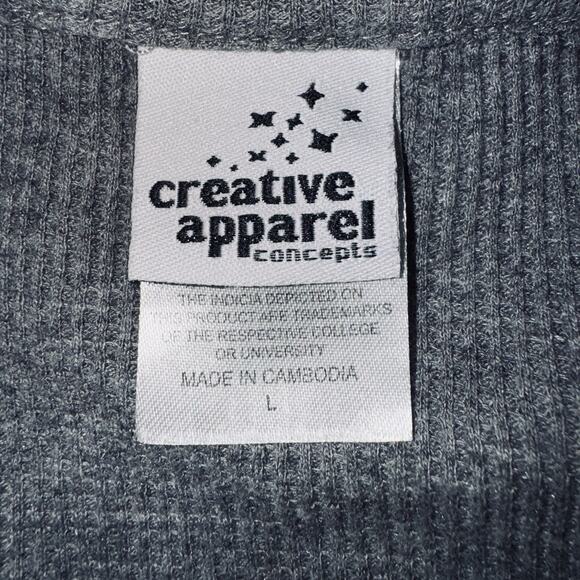 creative
apparel
concepts
THE INDICIA DEPICTED ON
THIS PRODUCT ARE TRADEMARKS
OF THE RESPECTIVE COLLEGE
OR UNIVERSITY
MADE IN CAMBODIA
L